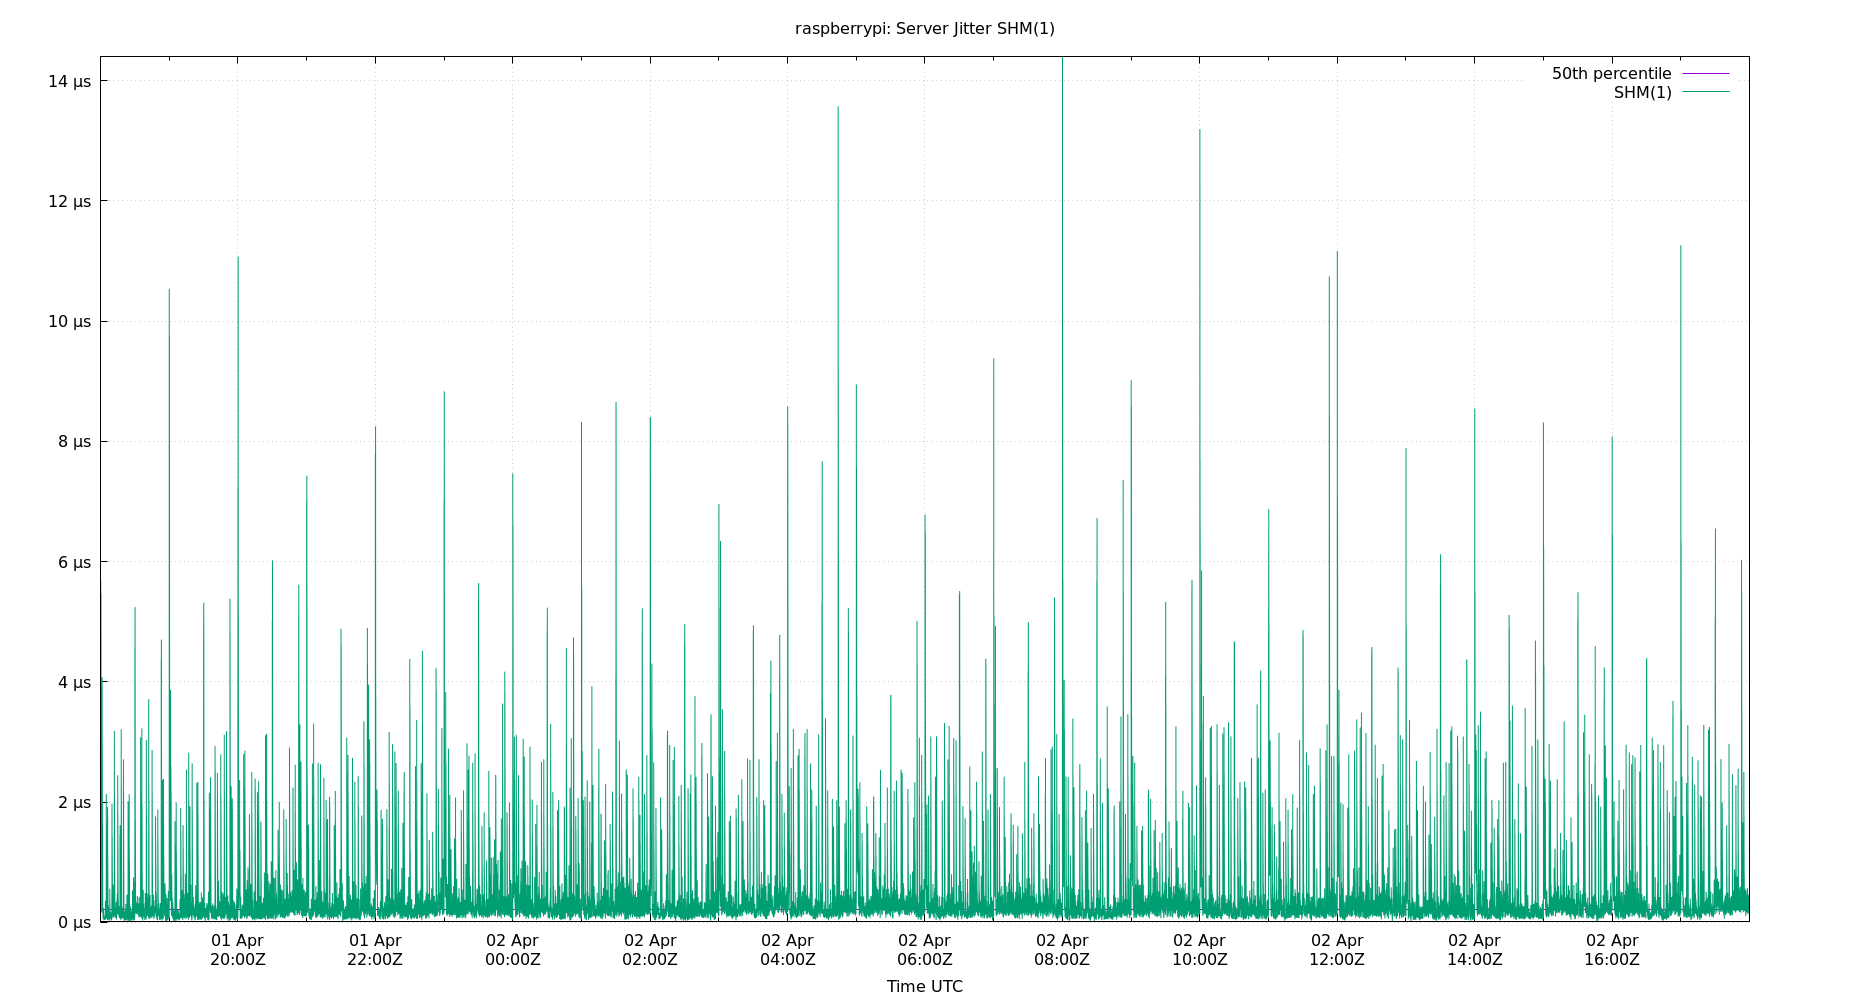 raspberrypi: Server Jitter SHM(1)
14 µs
12 µs
10 µs
8 µs
6 µs
4 µs
2 µs
0 µs
50th percentile
SHM(1)
01 Apr
20:00Z
01 Apr
22:00Z
02 Apr
00:00Z
02 Apr
02:00Z
02 Apr
04:00Z
02 Apr
06:00Z
02 Apr
08:00Z
02 Apr
10:00Z
02 Apr
12:00Z
02 Apr
14:00Z
02 Apr
16:00Z
Time UTC